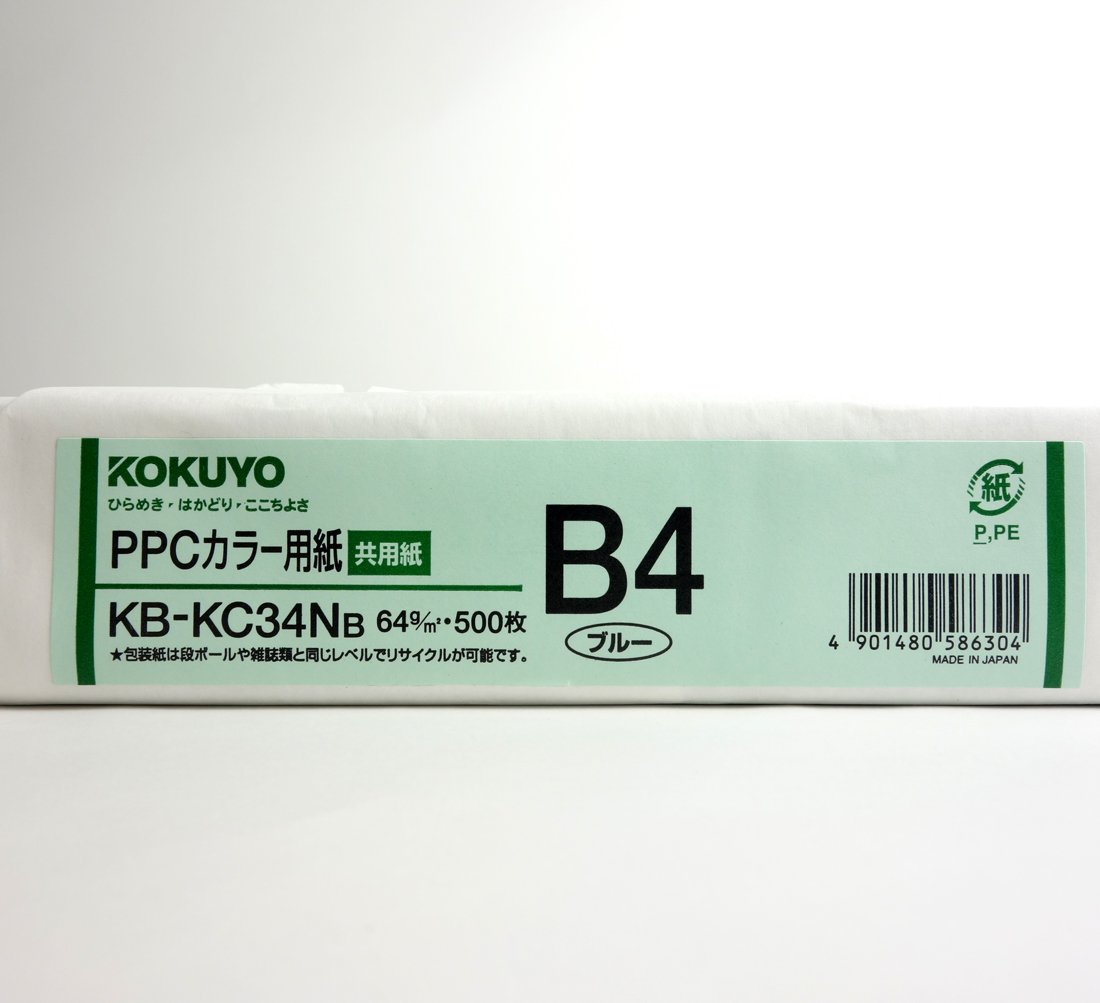 KOKUYO
ひらめき・はかどり・ここちよさ
PPCカラー用紙 共用紙
KB-KC34NB 64g/m²・500枚
★包装紙は段ボールや雑誌類と同じレベルでリサイクルが可能です。
B4
ブルー
紙
P,PE
4 901480 586304
MADE IN JAPAN